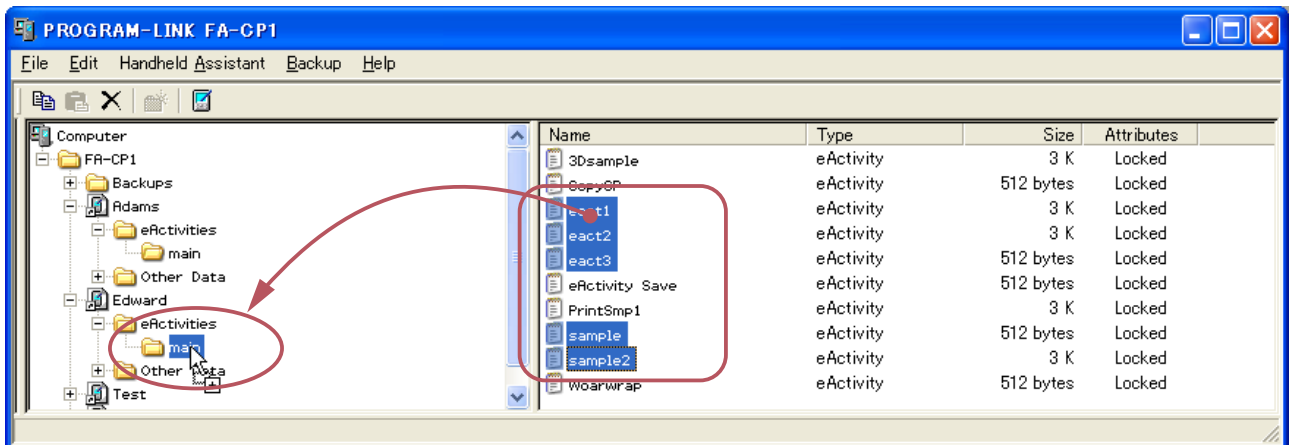 PROGRAM-LINK FA-CP1
File Edit Handheld Assistant Backup Help
Computer
FA-CP1
Backups
Adams
eActivities
main
Other Data
Edward
eActivities
main
Other Data
Test
Name Type Size Attributes
3Dsample eActivity 3 K Locked
CopyCP eActivity 512 bytes Locked
eact1 eActivity 3 K Locked
eact2 eActivity 3 K Locked
eact3 eActivity 512 bytes Locked
eActivity Save eActivity 512 bytes Locked
PrintSmp1 eActivity 3 K Locked
sample eActivity 512 bytes Locked
sample2 eActivity 3 K Locked
Woarwrap eActivity 512 bytes Locked